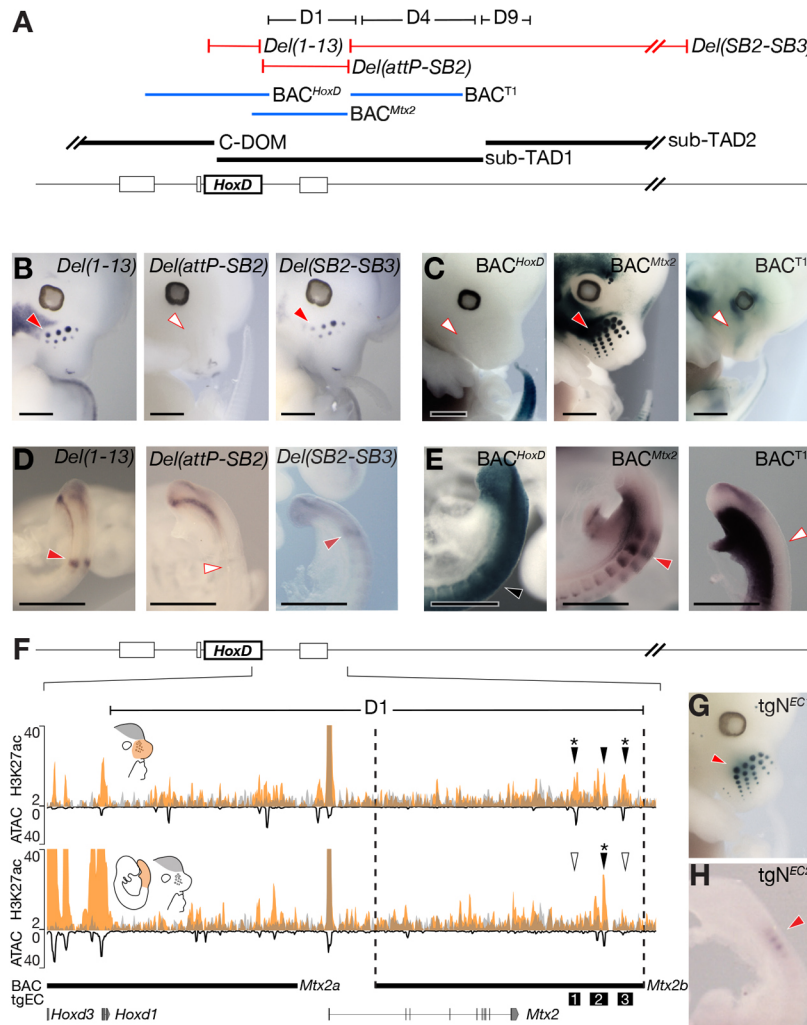 A
D1 D4 D9
Del(1-13) Del(SB2-SB3)
Del(attP-SB2)
BAC^HoxD BAC^T1
BAC^Mtx2
C-DOM sub-TAD2
sub-TAD1
HoxD
B Del(1-13) Del(attP-SB2) Del(SB2-SB3)
C BAC^HoxD BAC^Mtx2 BAC^T1
D Del(1-13) Del(attP-SB2) Del(SB2-SB3)
E BAC^HoxD BAC^Mtx2 BAC^T1
F
HoxD
D1
40
H3K27ac
2
0
ATAC
40
* *
G tgN^EC
40
H3K27ac
2
0
ATAC
40
*
H tgN^EC2
BAC Mtx2a Mtx2b
tgEC 1 2 3
Hoxd3 Hoxd1 Mtx2